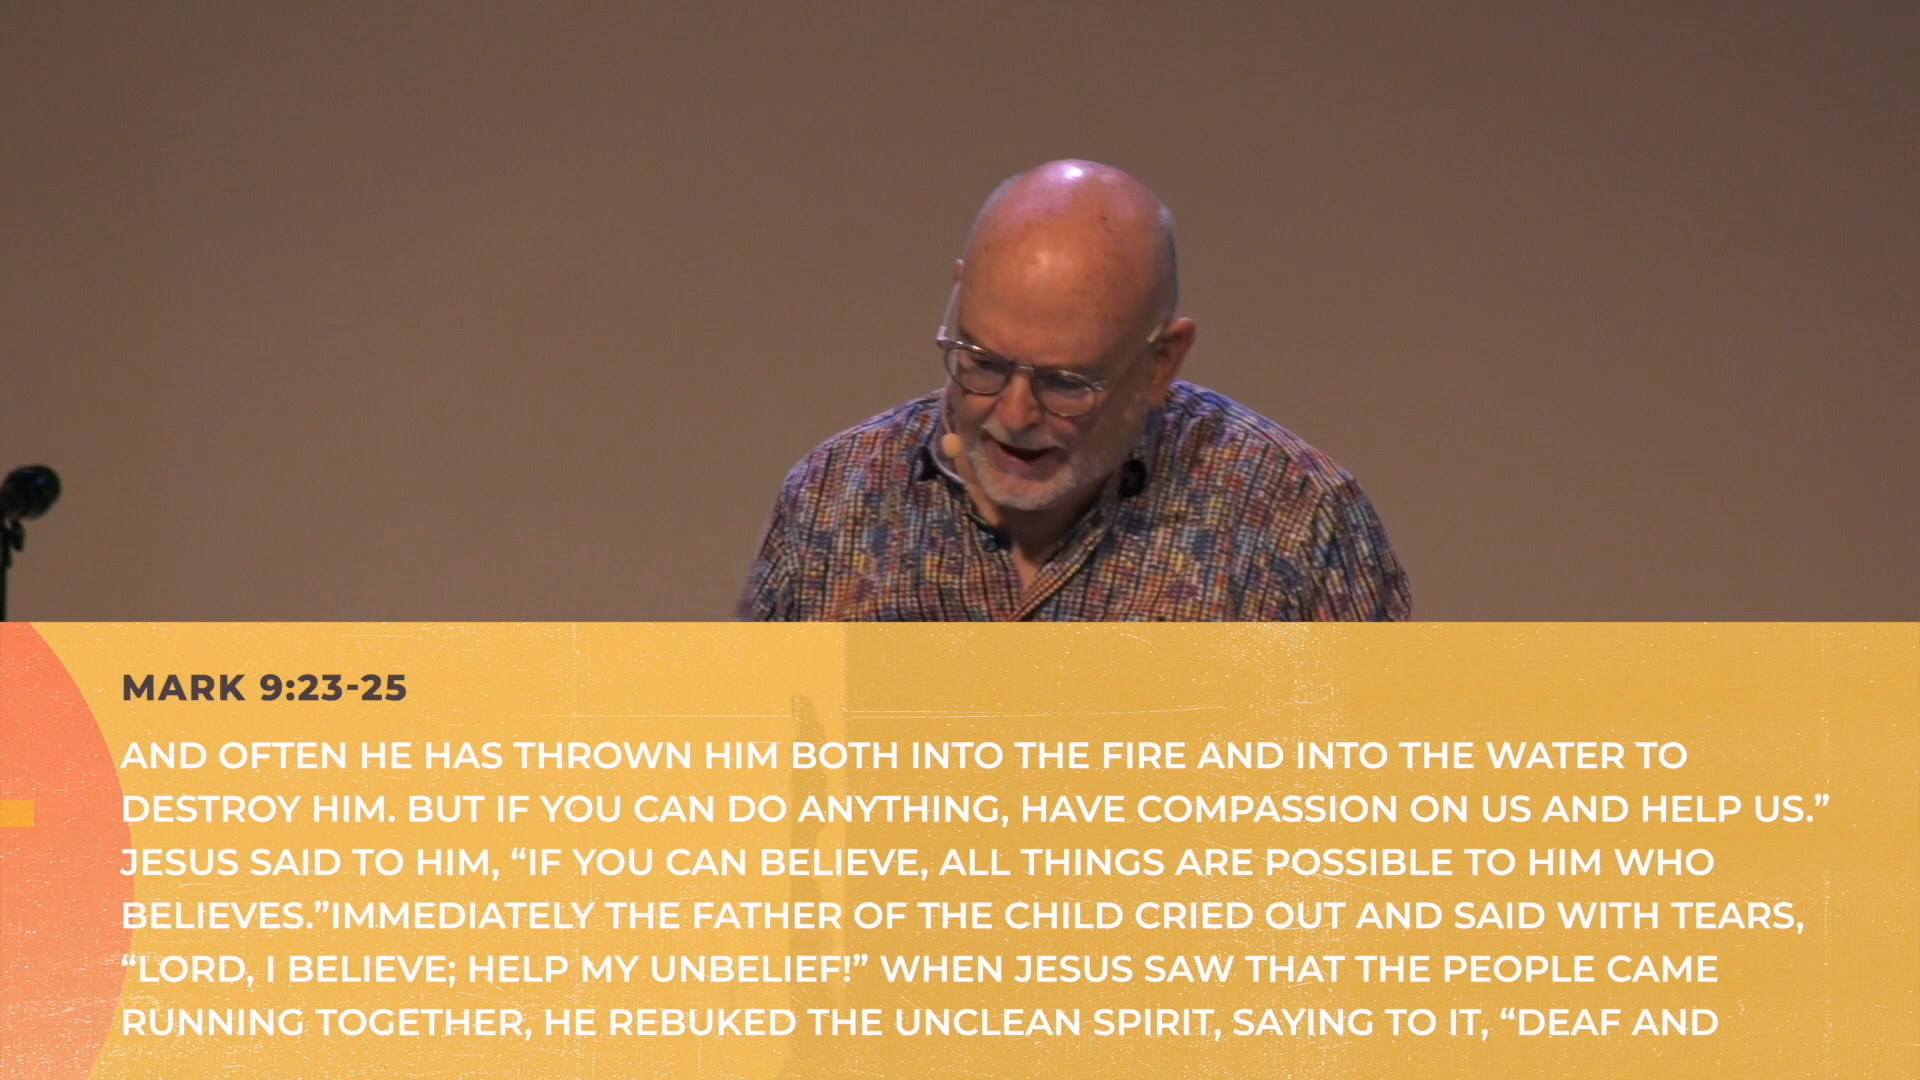 MARK 9:23-25
AND OFTEN HE HAS THROWN HIM BOTH INTO THE FIRE AND INTO THE WATER TO
DESTROY HIM. BUT IF YOU CAN DO ANYTHING, HAVE COMPASSION ON US AND HELP US.”
JESUS SAID TO HIM, “IF YOU CAN BELIEVE, ALL THINGS ARE POSSIBLE TO HIM WHO
BELIEVES.”IMMEDIATELY THE FATHER OF THE CHILD CRIED OUT AND SAID WITH TEARS,
“LORD, I BELIEVE; HELP MY UNBELIEF!” WHEN JESUS SAW THAT THE PEOPLE CAME
RUNNING TOGETHER, HE REBUKED THE UNCLEAN SPIRIT, SAYING TO IT, “DEAF AND